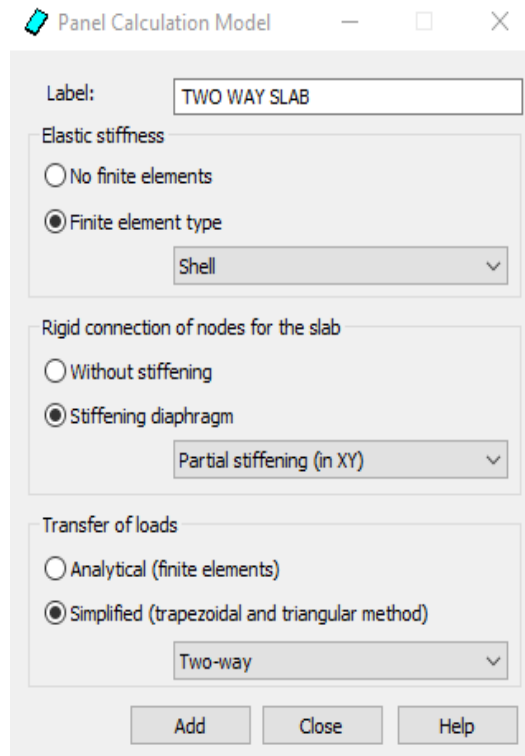 Panel Calculation Model
Label: TWO WAY SLAB
Elastic stiffness
No finite elements
Finite element type
Shell
Rigid connection of nodes for the slab
Without stiffening
Stiffening diaphragm
Partial stiffening (in XY)
Transfer of loads
Analytical (finite elements)
Simplified (trapezoidal and triangular method)
Two-way
Add Close Help